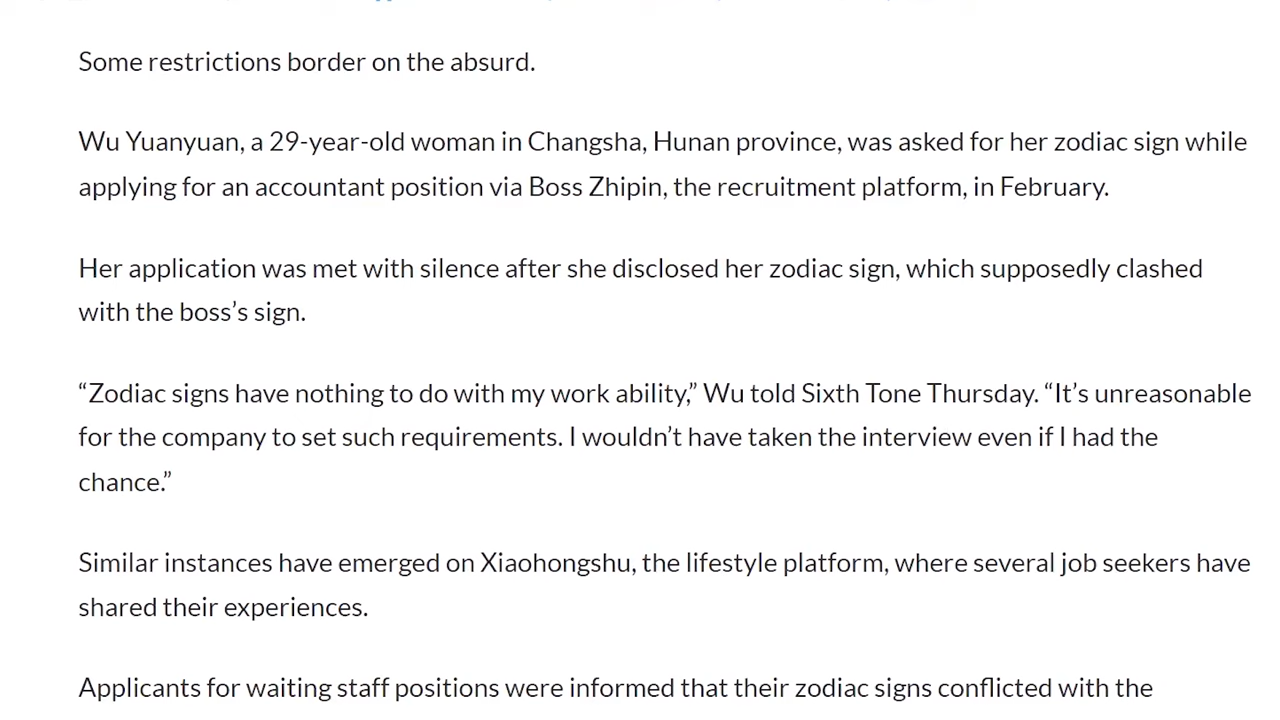 Some restrictions border on the absurd.
Wu Yuanyuan, a 29-year-old woman in Changsha, Hunan province, was asked for her zodiac sign while
applying for an accountant position via Boss Zhipin, the recruitment platform, in February.
Her application was met with silence after she disclosed her zodiac sign, which supposedly clashed
with the boss’s sign.
“Zodiac signs have nothing to do with my work ability,” Wu told Sixth Tone Thursday. “It’s unreasonable
for the company to set such requirements. I wouldn’t have taken the interview even if I had the
chance.”
Similar instances have emerged on Xiaohongshu, the lifestyle platform, where several job seekers have
shared their experiences.
Applicants for waiting staff positions were informed that their zodiac signs conflicted with the